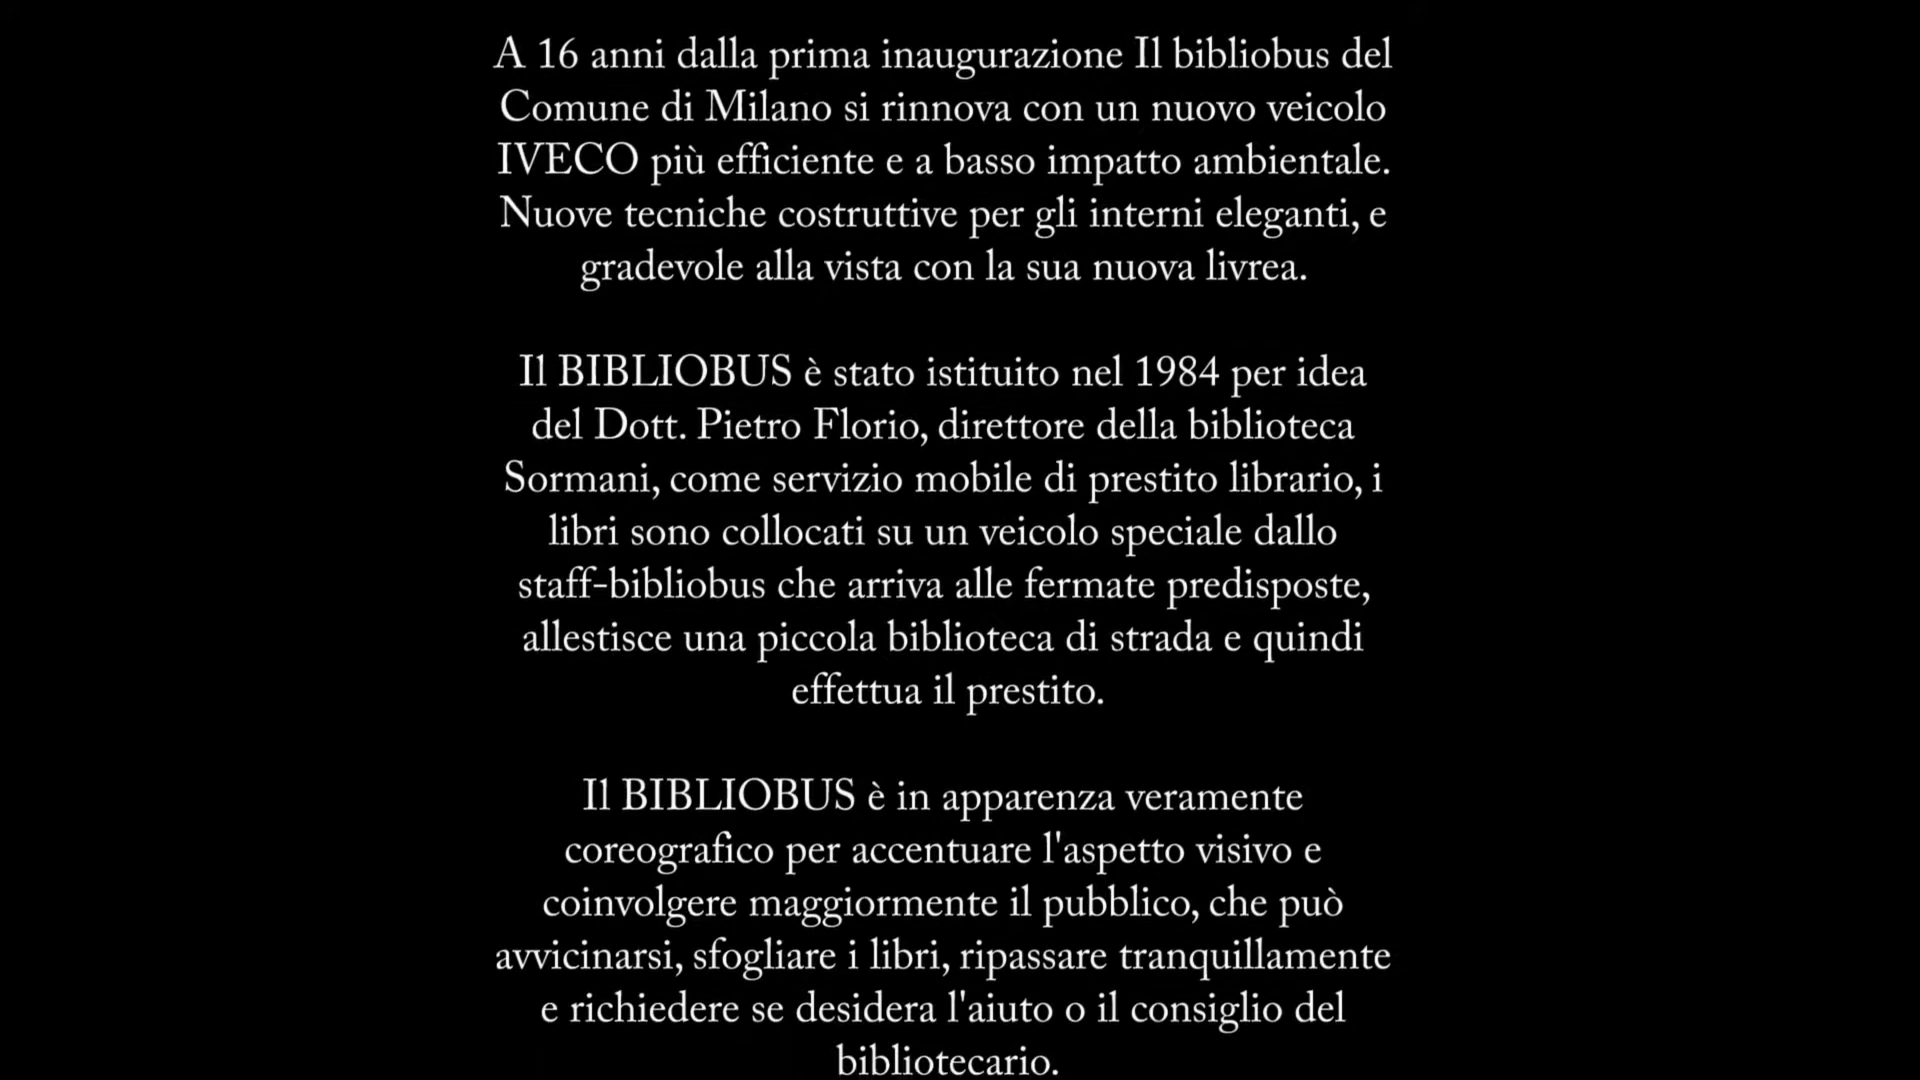 A 16 anni dalla prima inaugurazione Il bibliobus del
Comune di Milano si rinnova con un nuovo veicolo
IVECO più efficiente e a basso impatto ambientale.
Nuove tecniche costruttive per gli interni eleganti, e
gradevole alla vista con la sua nuova livrea.
Il BIBLIOBUS è stato istituito nel 1984 per idea
del Dott. Pietro Florio, direttore della biblioteca
Sormani, come servizio mobile di prestito librario, i
libri sono collocati su un veicolo speciale dallo
staff-bibliobus che arriva alle fermate predisposte,
allestisce una piccola biblioteca di strada e quindi
effettua il prestito.
Il BIBLIOBUS è in apparenza veramente
coreografico per accentuare l'aspetto visivo e
coinvolgere maggiormente il pubblico, che può
avvicinarsi, sfogliare i libri, ripassare tranquillamente
e richiedere se desidera l'aiuto o il consiglio del
bibliotecario.